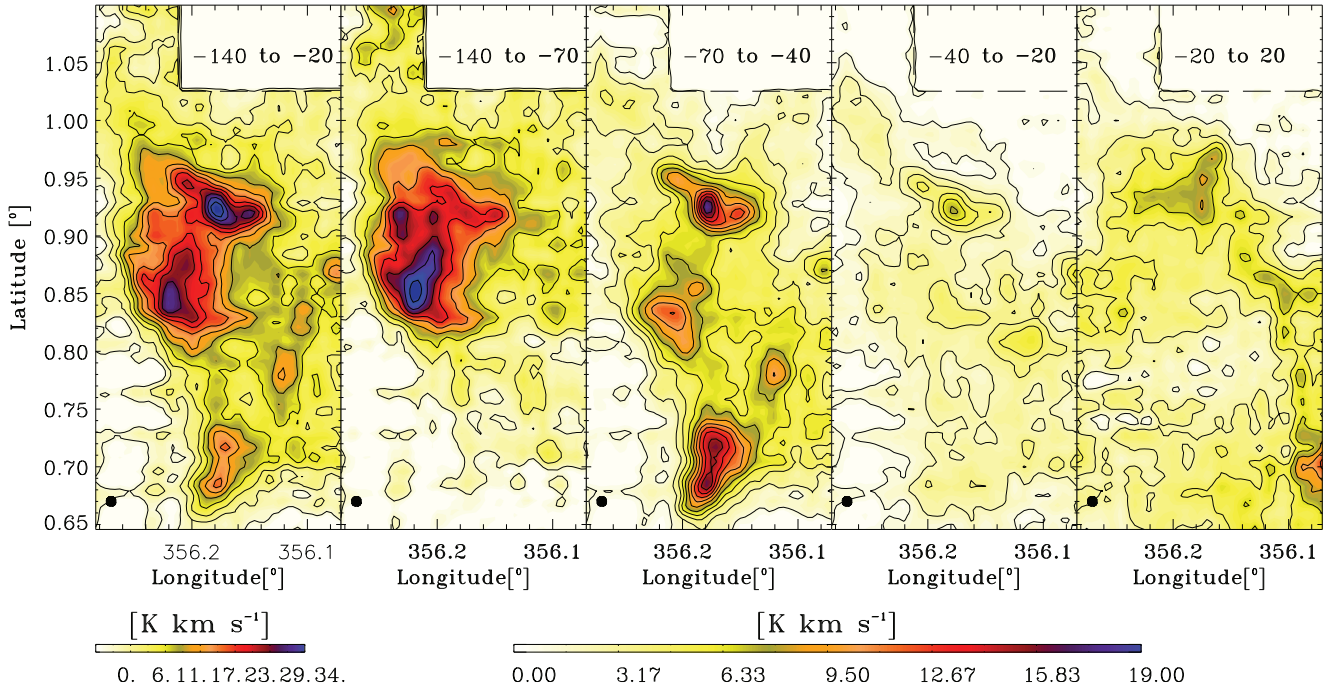 −140 to −20
−140 to −70
−70 to −40
−40 to −20
−20 to 20
Latitude [°]
1.05
1.00
0.95
0.90
0.85
0.80
0.75
0.70
0.65
356.2 356.1 356.2 356.1 356.2 356.1 356.2 356.1 356.2 356.1
Longitude[°] Longitude[°] Longitude[°] Longitude[°] Longitude[°]
[K km s⁻¹] [K km s⁻¹]
0. 6.11.17.23.29.34. 0.00 3.17 6.33 9.50 12.67 15.83 19.00